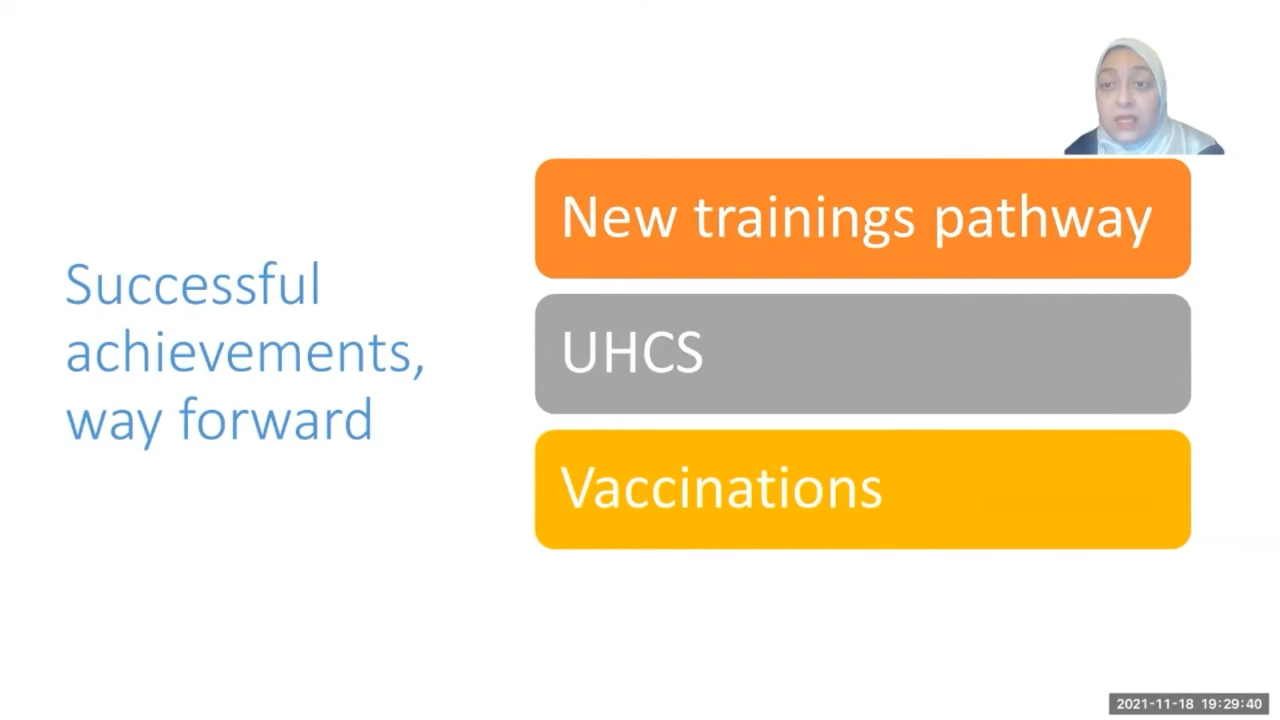 Successful
achievements,
way forward
New trainings pathway
UHCS
Vaccinations
2021-11-18 19:29:40